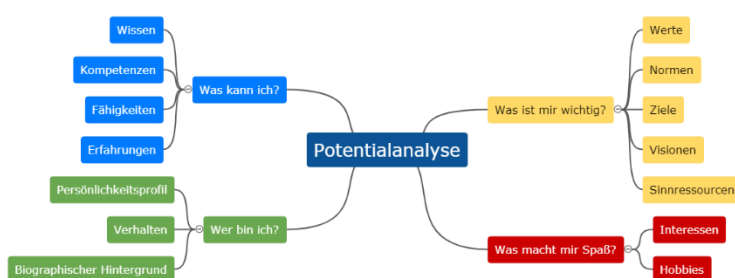 Potentialanalyse
Was kann ich?
Wissen
Kompetenzen
Fähigkeiten
Erfahrungen
Wer bin ich?
Persönlichkeitsprofil
Verhalten
Biographischer Hintergrund
Was ist mir wichtig?
Werte
Normen
Ziele
Visionen
Sinnressourcen
Was macht mir Spaß?
Interessen
Hobbies